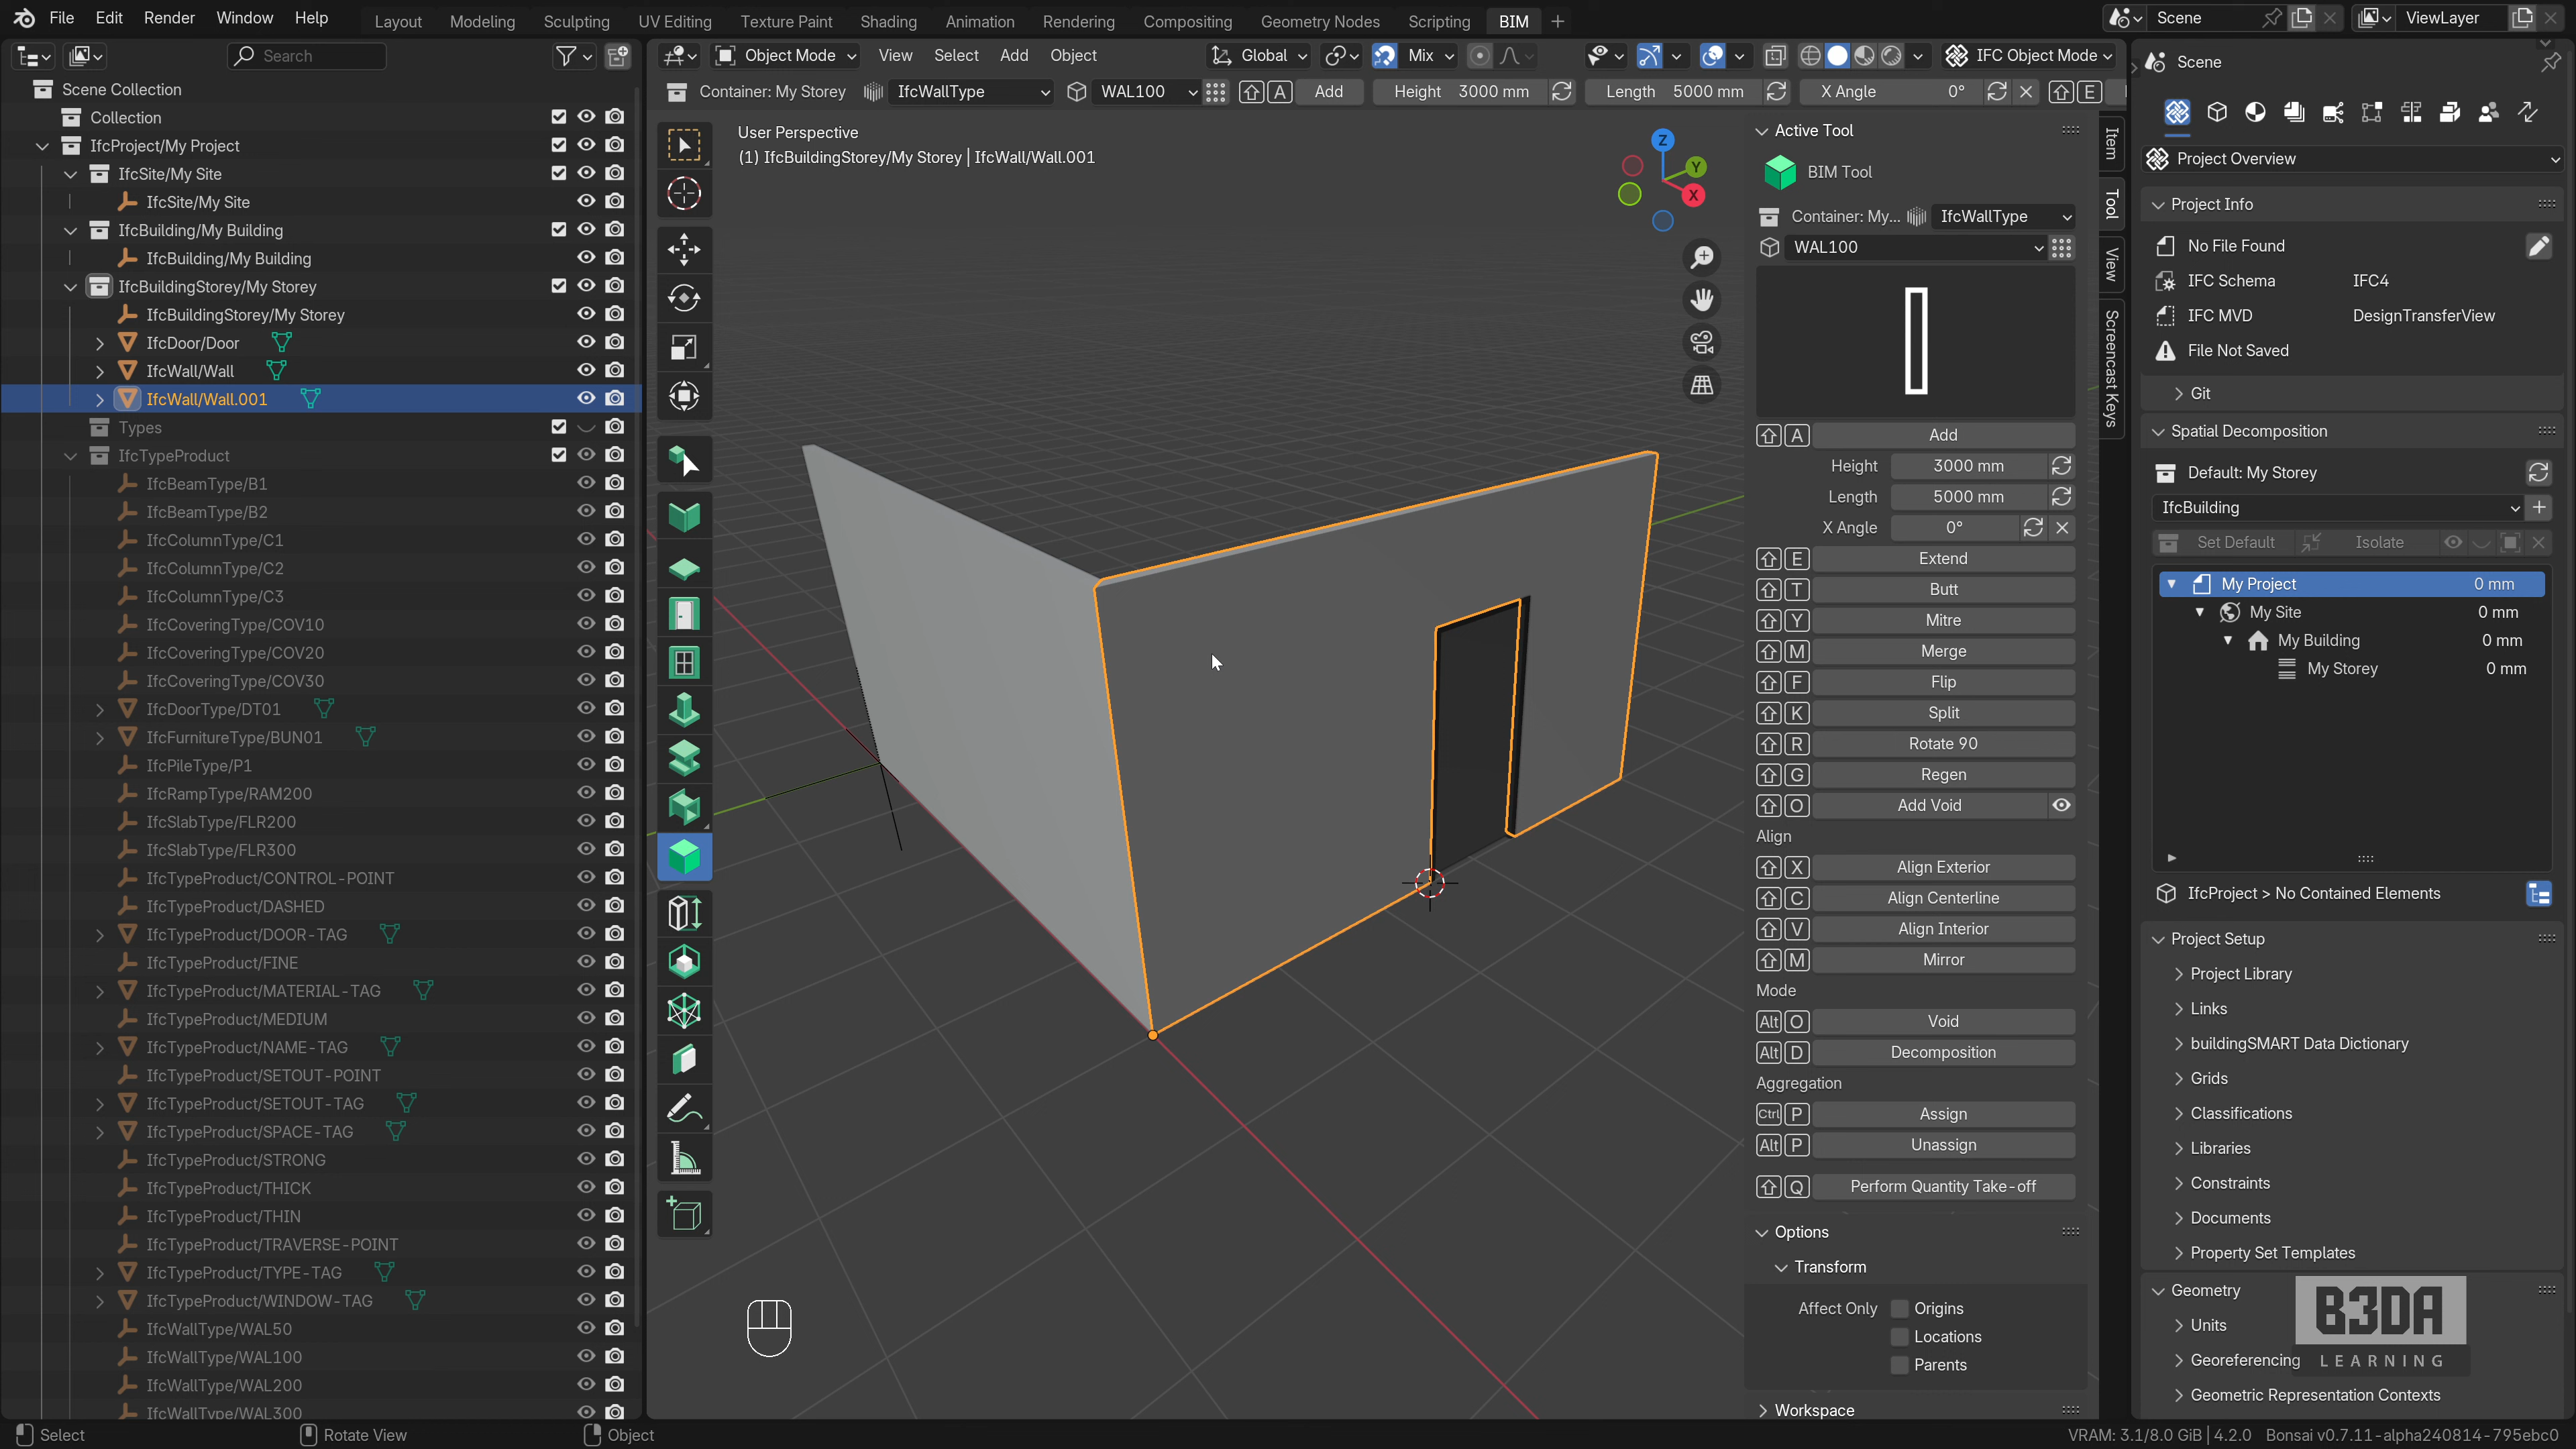 File Edit Render Window Help
Layout Modeling Sculpting UV Editing Texture Paint Shading Animation Rendering Compositing Geometry Nodes Scripting BIM
Scene
ViewLayer
Search
Object Mode View Select Add Object
Global
Mix
IFC Object Mode
Container: My Storey IfcWallType WAL100 A Add Height 3000 mm Length 5000 mm X Angle 0° E
Scene Collection
Collection
IfcProject/My Project
IfcSite/My Site
IfcSite/My Site
IfcBuilding/My Building
IfcBuilding/My Building
IfcBuildingStorey/My Storey
IfcBuildingStorey/My Storey
IfcDoor/Door
IfcWall/Wall
IfcWall/Wall.001
Types
IfcTypeProduct
IfcBeamType/B1
IfcBeamType/B2
IfcColumnType/C1
IfcColumnType/C2
IfcColumnType/C3
IfcCoveringType/COV10
IfcCoveringType/COV20
IfcCoveringType/COV30
IfcDoorType/DT01
IfcFurnitureType/BUN01
IfcPileType/P1
IfcRampType/RAM200
IfcSlabType/FLR200
IfcSlabType/FLR300
IfcTypeProduct/CONTROL-POINT
IfcTypeProduct/DASHED
IfcTypeProduct/DOOR-TAG
IfcTypeProduct/FINE
IfcTypeProduct/MATERIAL-TAG
IfcTypeProduct/MEDIUM
IfcTypeProduct/NAME-TAG
IfcTypeProduct/SETOUT-POINT
IfcTypeProduct/SETOUT-TAG
IfcTypeProduct/SPACE-TAG
IfcTypeProduct/STRONG
IfcTypeProduct/THICK
IfcTypeProduct/THIN
IfcTypeProduct/TRAVERSE-POINT
IfcTypeProduct/TYPE-TAG
IfcTypeProduct/WINDOW-TAG
IfcWallType/WAL50
IfcWallType/WAL100
IfcWallType/WAL200
IfcWallType/WAL300
User Perspective
(1) IfcBuildingStorey/My Storey | IfcWall/Wall.001
Z
Y
X
Active Tool
BIM Tool
Container: My... IfcWallType
WAL100
A Add
Height 3000 mm
Length 5000 mm
X Angle 0°
E Extend
T Butt
Y Mitre
M Merge
F Flip
K Split
R Rotate 90
G Regen
O Add Void
Align
X Align Exterior
C Align Centerline
V Align Interior
M Mirror
Mode
Alt O Void
Alt D Decomposition
Aggregation
Ctrl P Assign
Alt P Unassign
Q Perform Quantity Take-off
Options
Transform
Affect Only Origins
Locations
Parents
Workspace
Item
Tool
View
Screencast Keys
Scene
Project Overview
Project Info
No File Found
IFC Schema IFC4
IFC MVD DesignTransferView
File Not Saved
Git
Spatial Decomposition
Default: My Storey
IfcBuilding
Set Default Isolate
My Project 0 mm
My Site 0 mm
My Building 0 mm
My Storey 0 mm
IfcProject > No Contained Elements
Project Setup
Project Library
Links
buildingSMART Data Dictionary
Grids
Classifications
Libraries
Constraints
Documents
Property Set Templates
Geometry
Units
Georeferencing
Geometric Representation Contexts
B3DA
LEARNING
Select Rotate View Object
VRAM: 3.1/8.0 GiB | 4.2.0 Bonsai v0.7.11-alpha240814-795ebc0